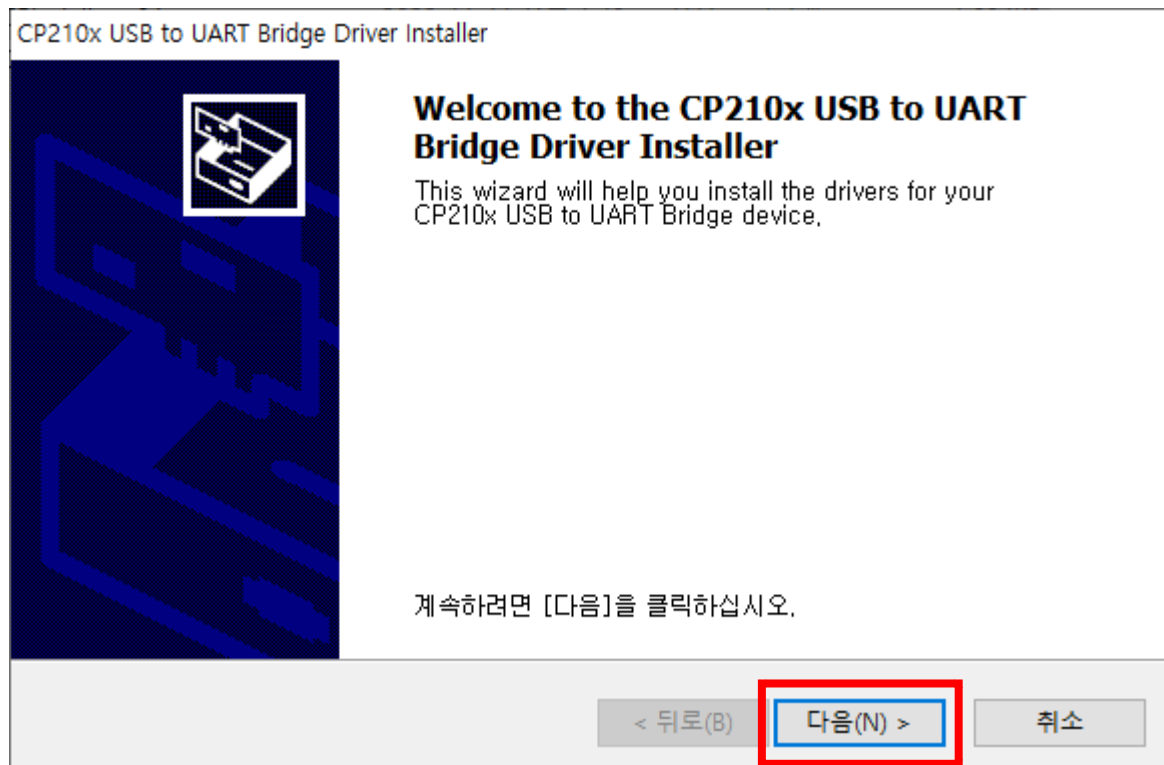 CP210x USB to UART Bridge Driver Installer
Welcome to the CP210x USB to UART
Bridge Driver Installer
This wizard will help you install the drivers for your
CP210x USB to UART Bridge device.
계속하려면 [다음]을 클릭하십시오.
< 뒤로(B)
다음(N) >
취소